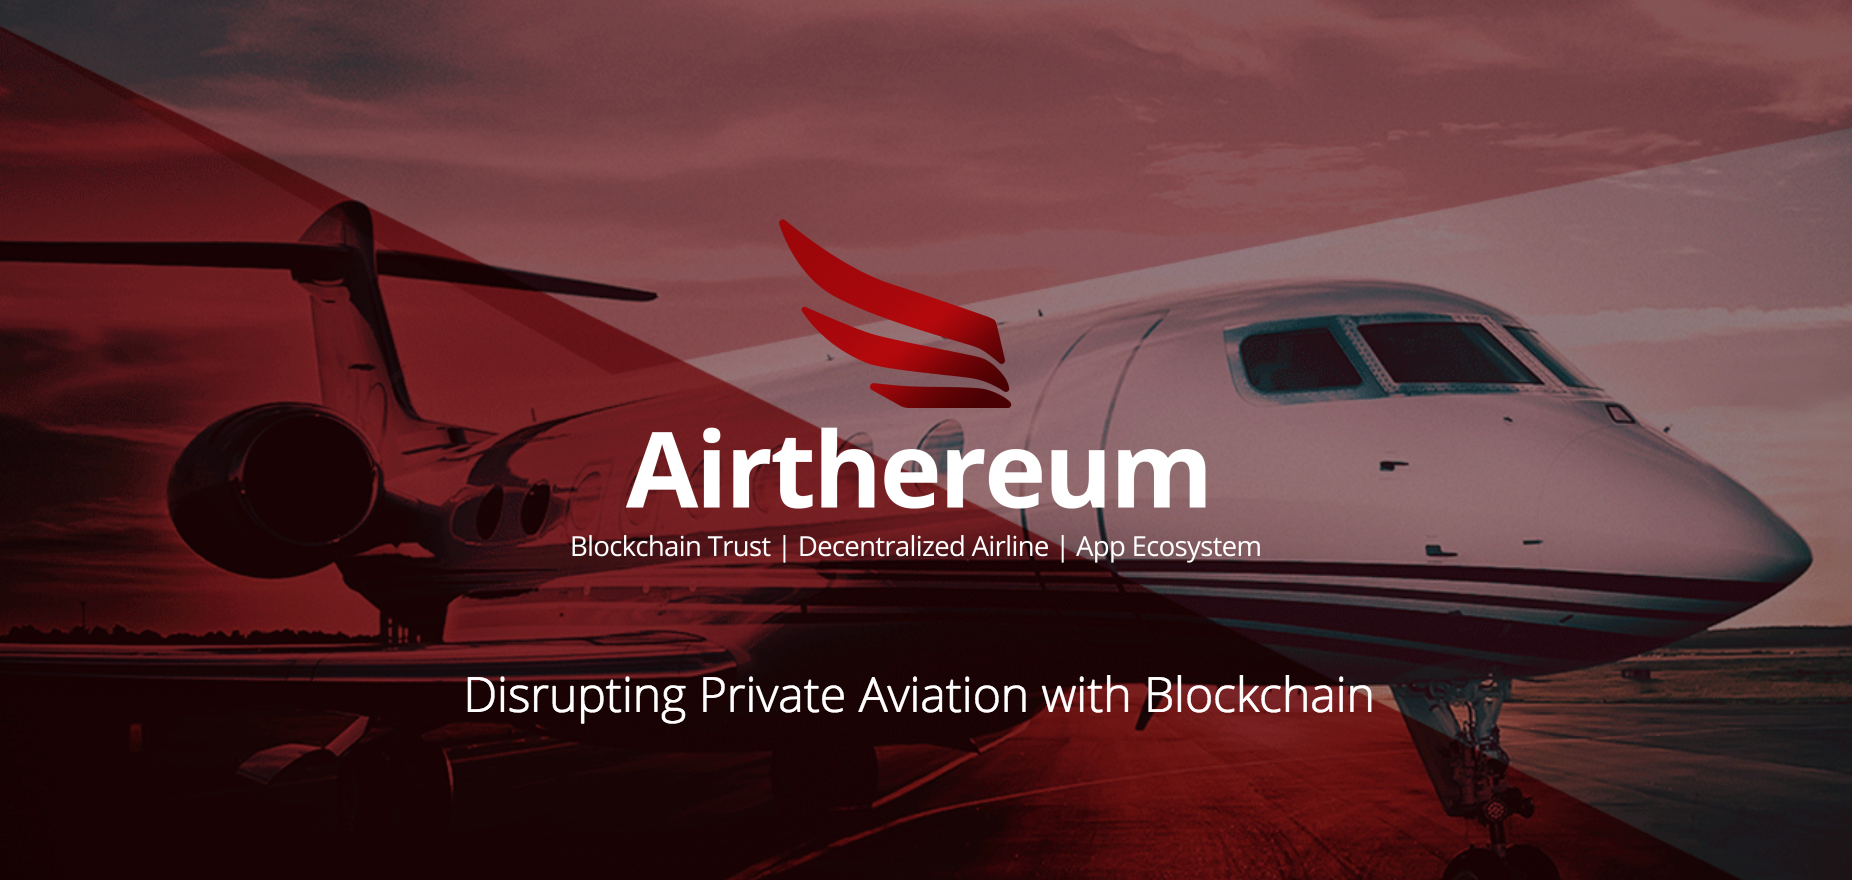 Airthereum
Blockchain Trust | Decentralized Airline | App Ecosystem
Disrupting Private Aviation with Blockchain